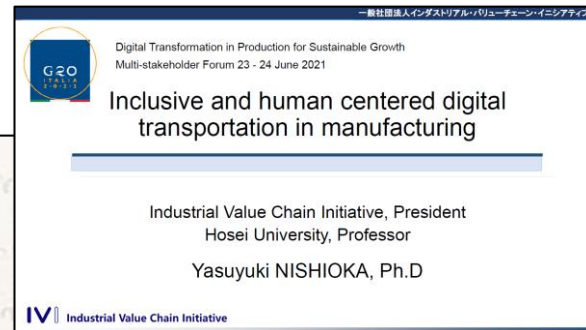 一般社団法人インダストリアル・バリューチェーン・イニシアティブ
G20
ITALIA
2021
Digital Transformation in Production for Sustainable Growth
Multi-stakeholder Forum 23 - 24 June 2021
Inclusive and human centered digital
transportation in manufacturing
Industrial Value Chain Initiative, President
Hosei University, Professor
Yasuyuki NISHIOKA, Ph.D
IVI Industrial Value Chain Initiative